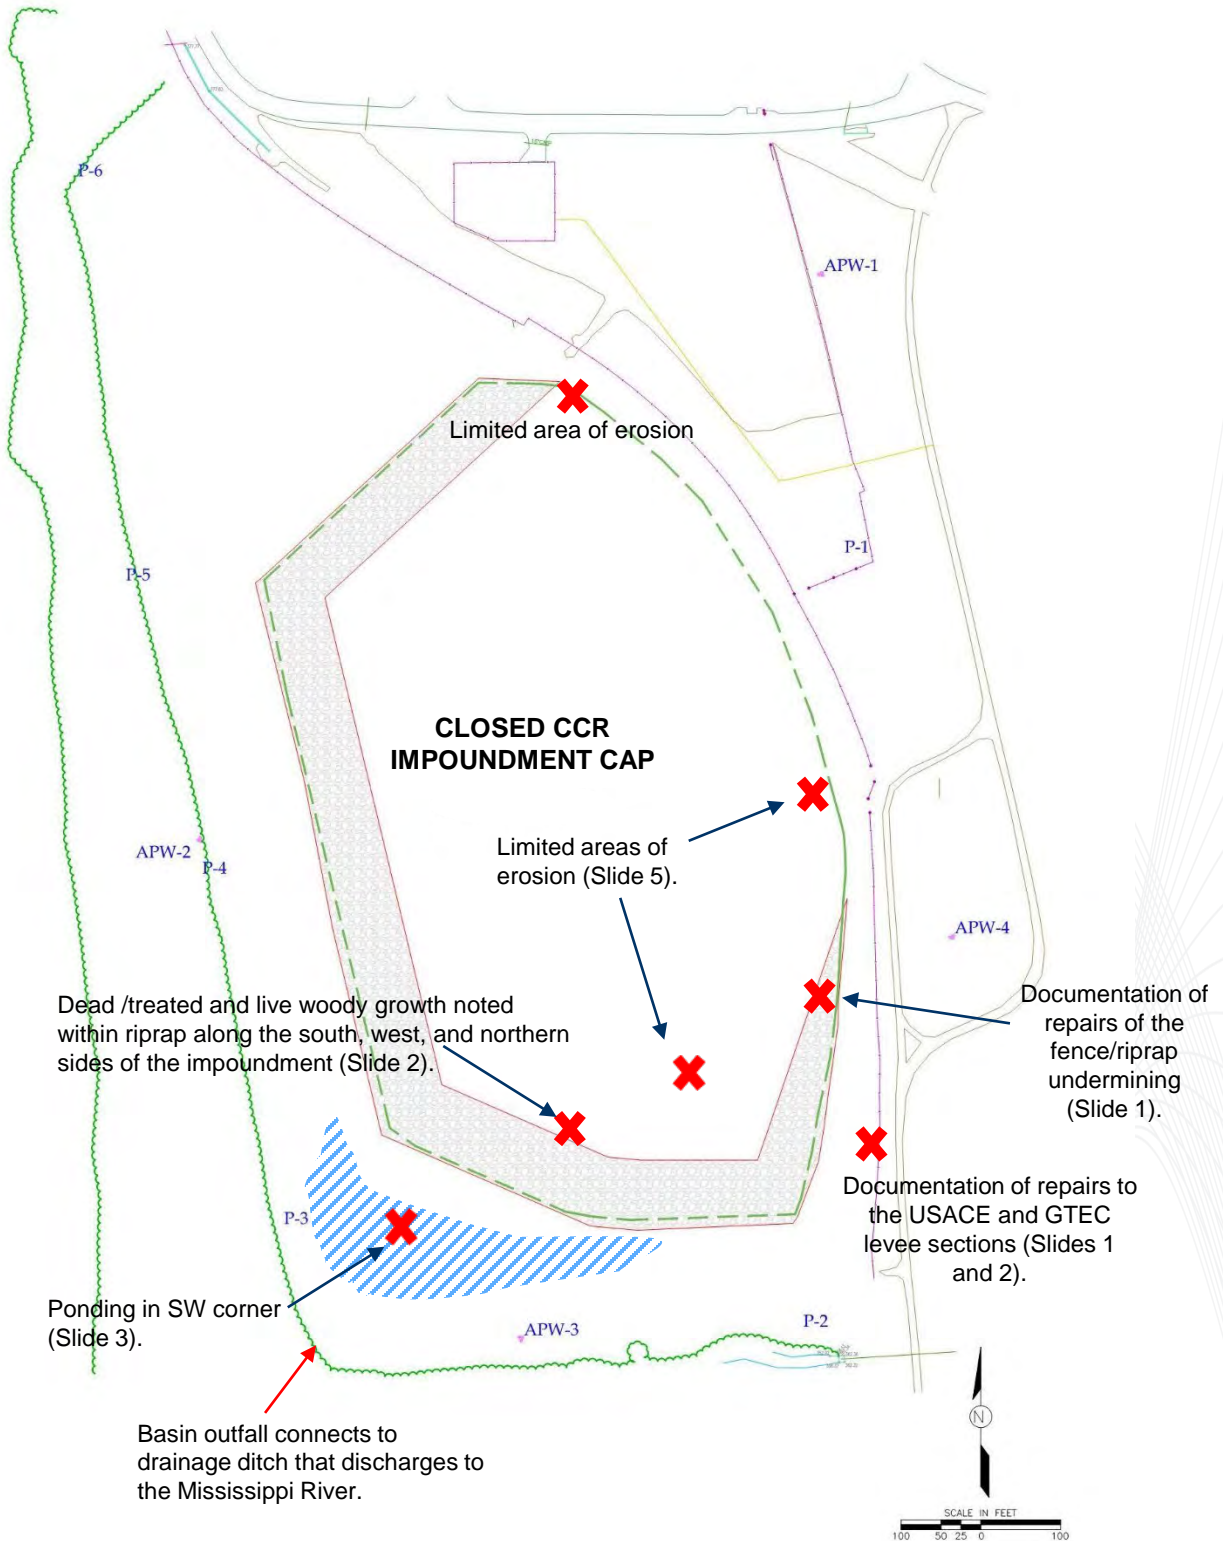 P-6
APW-1
Limited area of erosion
P-1
P-5
CLOSED CCR
IMPOUNDMENT CAP
Limited areas of
erosion (Slide 5).
APW-2
P-4
APW-4
Dead /treated and live woody growth noted
within riprap along the south, west, and northern
sides of the impoundment (Slide 2).
Documentation of
repairs of the
fence/riprap
undermining
(Slide 1).
Documentation of repairs to
the USACE and GTEC
levee sections (Slides 1
and 2).
P-3
Ponding in SW corner
(Slide 3).
APW-3
P-2
Basin outfall connects to
drainage ditch that discharges to
the Mississippi River.
N
SCALE IN FEET
100 50 25 0 100